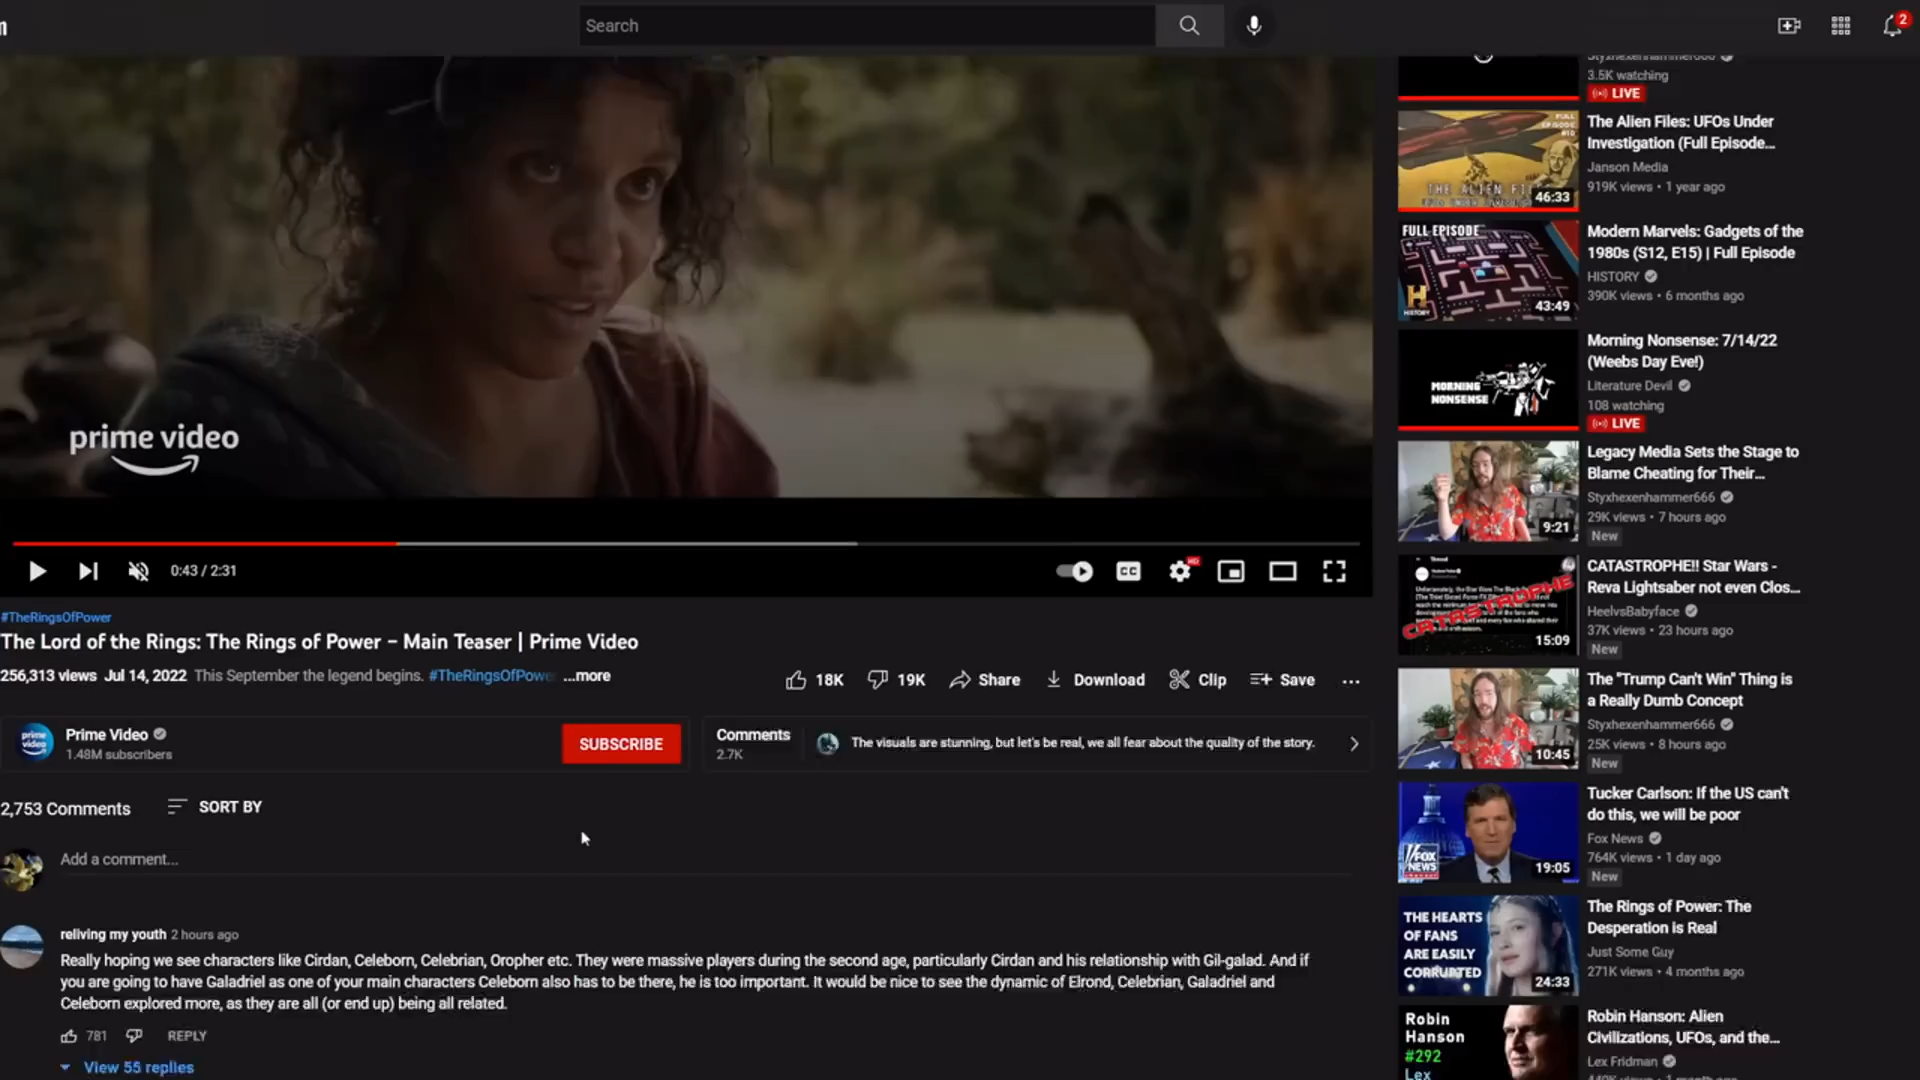 Search
2
prime video
0:43 / 2:31
CC
HD
#TheRingsOfPower
The Lord of the Rings: The Rings of Power – Main Teaser | Prime Video
256,313 views Jul 14, 2022 This September the legend begins. #TheRingsOfPowe ...more
18K
19K
Share
Download
Clip
Save
prime video
Prime Video
1.48M subscribers
SUBSCRIBE
Comments
2.7K
The visuals are stunning, but let's be real, we all fear about the quality of the story.
2,753 Comments
SORT BY
Add a comment...
reliving my youth 2 hours ago
Really hoping we see characters like Cirdan, Celeborn, Celebrian, Oropher etc. They were massive players during the second age, particularly Cirdan and his relationship with Gil-galad. And if
you are going to have Galadriel as one of your main characters Celeborn also has to be there, he is too important. It would be nice to see the dynamic of Elrond, Celebrian, Galadriel and
Celeborn explored more, as they are all (or end up) being all related.
781
REPLY
View 55 replies
Styxhexenhammer666
3.5K watching
LIVE
FULL EPISODE
46:33
The Alien Files: UFOs Under
Investigation (Full Episode...
Janson Media
919K views • 1 year ago
FULL EPISODE
H
HISTORY
43:49
Modern Marvels: Gadgets of the
1980s (S12, E15) | Full Episode
HISTORY
390K views • 6 months ago
MORNING
NONSENSE
Morning Nonsense: 7/14/22
(Weebs Day Eve!)
Literature Devil
108 watching
LIVE
9:21
Legacy Media Sets the Stage to
Blame Cheating for Their...
Styxhexenhammer666
29K views • 7 hours ago
New
CATASTROPHE
15:09
CATASTROPHE!! Star Wars -
Reva Lightsaber not even Clos...
HeelvsBabyface
37K views • 23 hours ago
New
10:45
The "Trump Can't Win" Thing is
a Really Dumb Concept
Styxhexenhammer666
25K views • 8 hours ago
New
FOX
NEWS
19:05
Tucker Carlson: If the US can't
do this, we will be poor
Fox News
764K views • 1 day ago
New
THE HEARTS
OF FANS
ARE EASILY
CORRUPTED
24:33
The Rings of Power: The
Desperation is Real
Just Some Guy
271K views • 4 months ago
Robin
Hanson
#292
Lex
Robin Hanson: Alien
Civilizations, UFOs, and the...
Lex Fridman